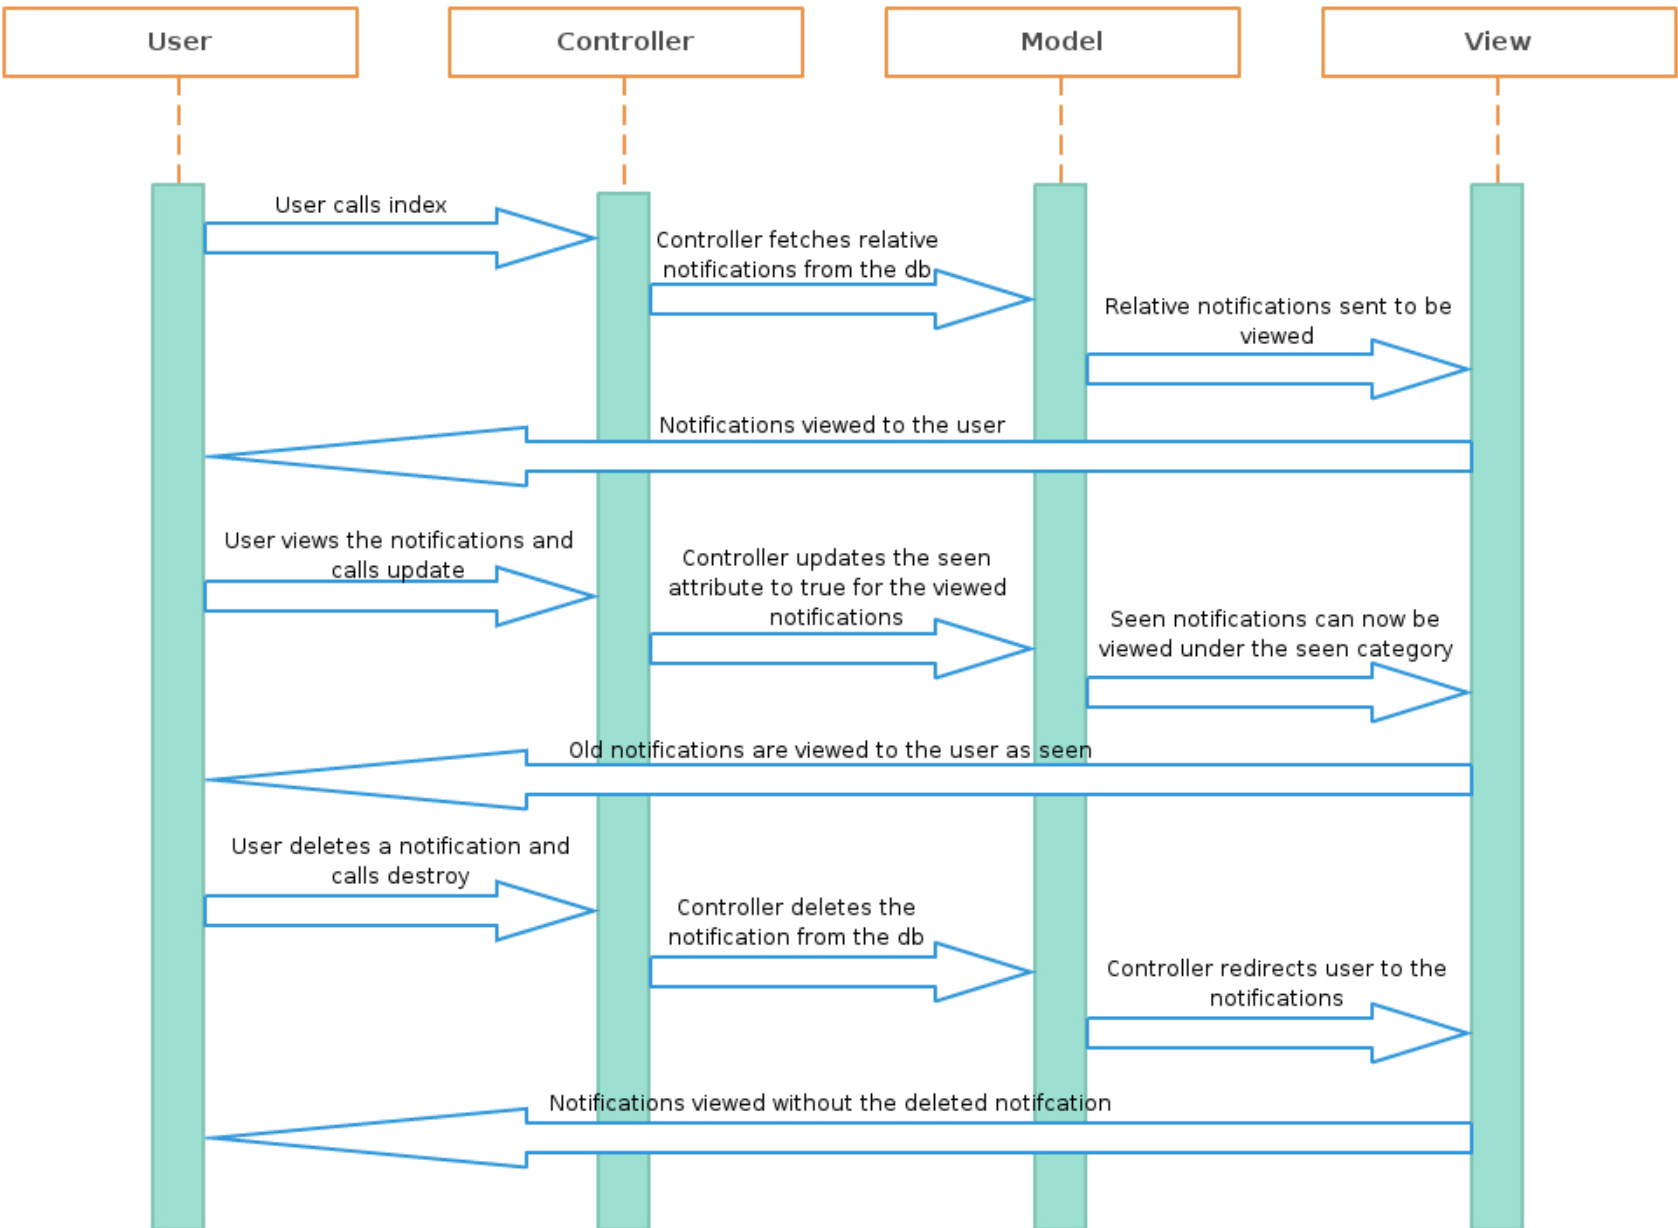 User
Controller
Model
View
User calls index
Controller fetches relative
notifications from the db
Relative notifications sent to be
viewed
Notifications viewed to the user
User views the notifications and
calls update
Controller updates the seen
attribute to true for the viewed
notifications
Seen notifications can now be
viewed under the seen category
Old notifications are viewed to the user as seen
User deletes a notification and
calls destroy
Controller deletes the
notification from the db
Controller redirects user to the
notifications
Notifications viewed without the deleted notifcation